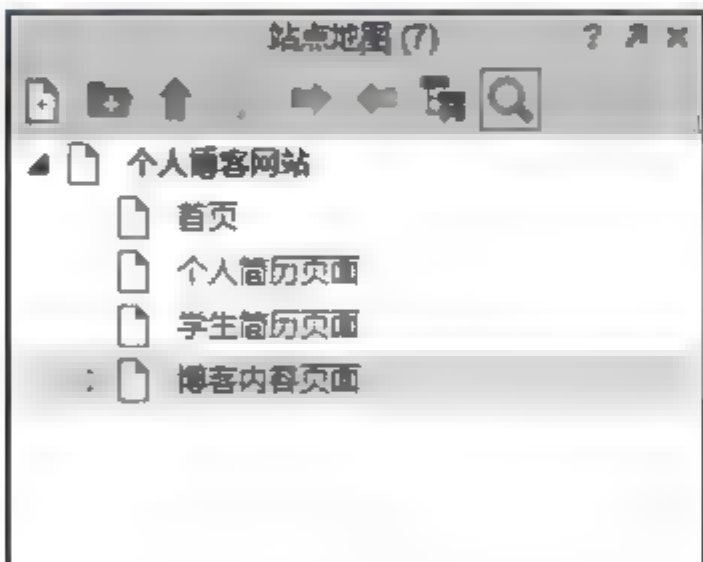 站点地图 (7) ? ×
个人博客网站
首页
个人简历页面
学生简历页面
博客内容页面